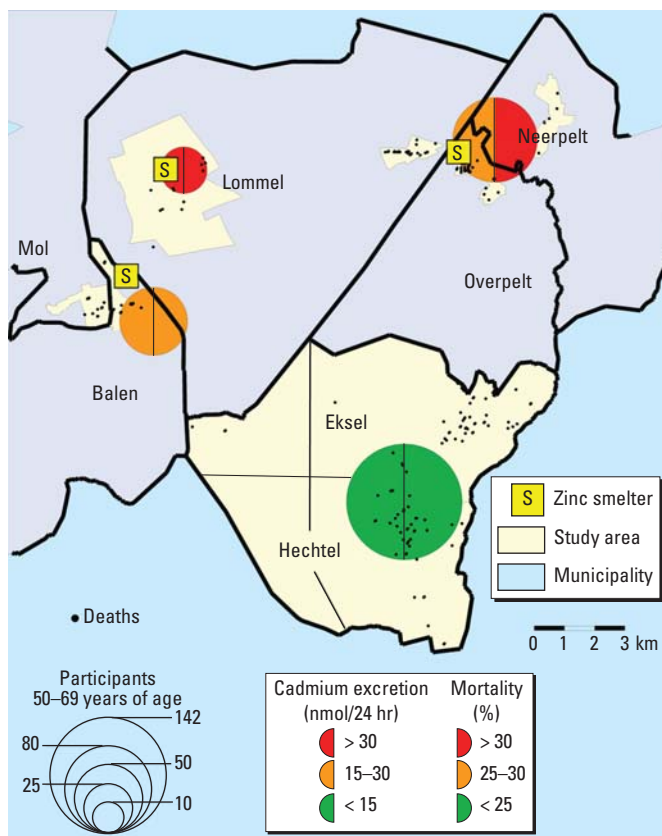 Neerpelt
S
S
Lommel
Mol
S
Overpelt
Balen
Eksel
S Zinc smelter
Study area
Hechtel
Municipality
Deaths
0 1 2 3 km
Participants
50–69 years of age
142
80
50
25
10
Cadmium excretion Mortality
(nmol/24 hr) (%)
> 30 > 30
15–30 25–30
< 15 < 25